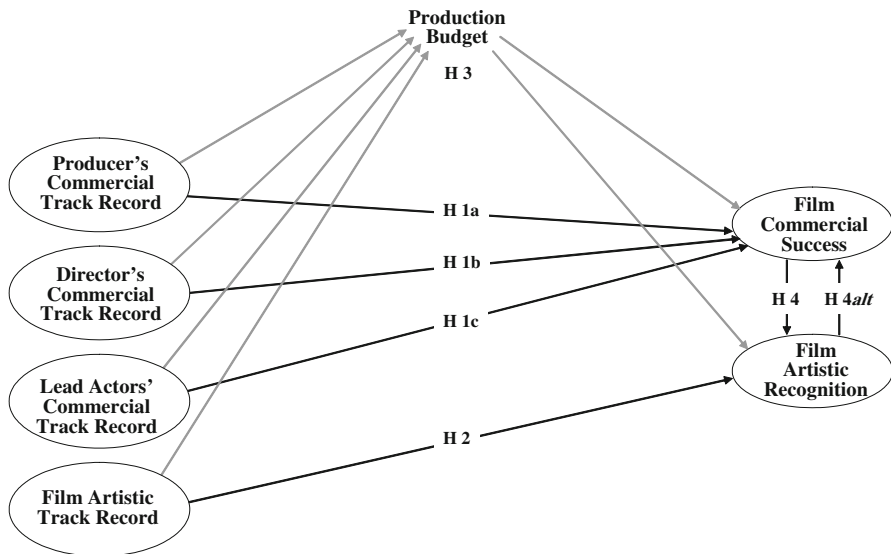 Production
Budget
H 3
Producer's
Commercial
Track Record
H 1a
Film
Commercial
Success
Director's
Commercial
Track Record
H 1b
H 4
H 4alt
H 1c
Lead Actors'
Commercial
Track Record
Film
Artistic
Recognition
H 2
Film Artistic
Track Record